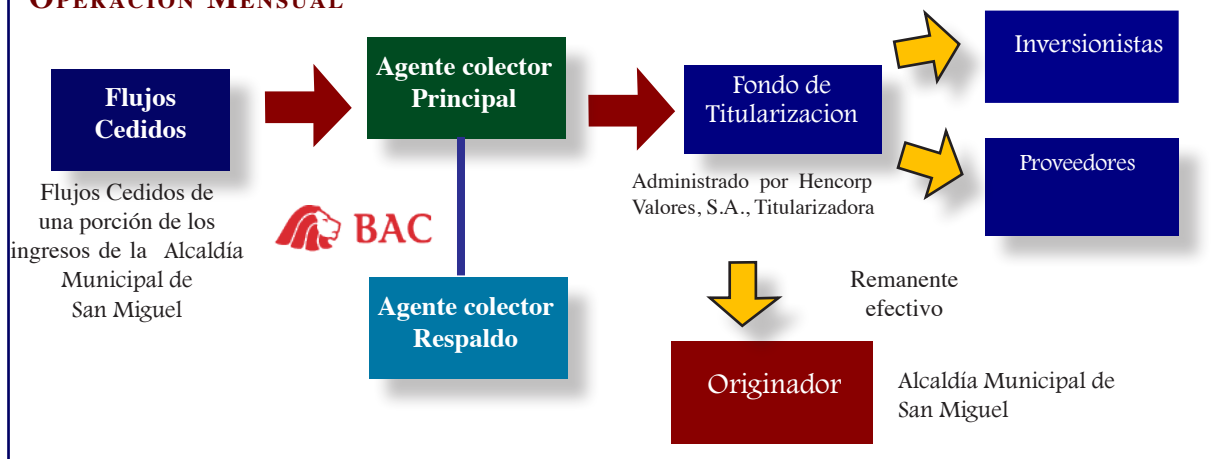 OPERACIÓN MENSUAL
Flujos
Cedidos
Flujos Cedidos de
una porción de los
ingresos de la Alcaldía
Municipal de
San Miguel
Agente colector
Principal
BAC
Agente colector
Respaldo
Fondo de
Titularizacion
Administrado por Hencorp
Valores, S.A., Titularizadora
Inversionistas
Proveedores
Remanente
efectivo
Originador
Alcaldía Municipal de
San Miguel